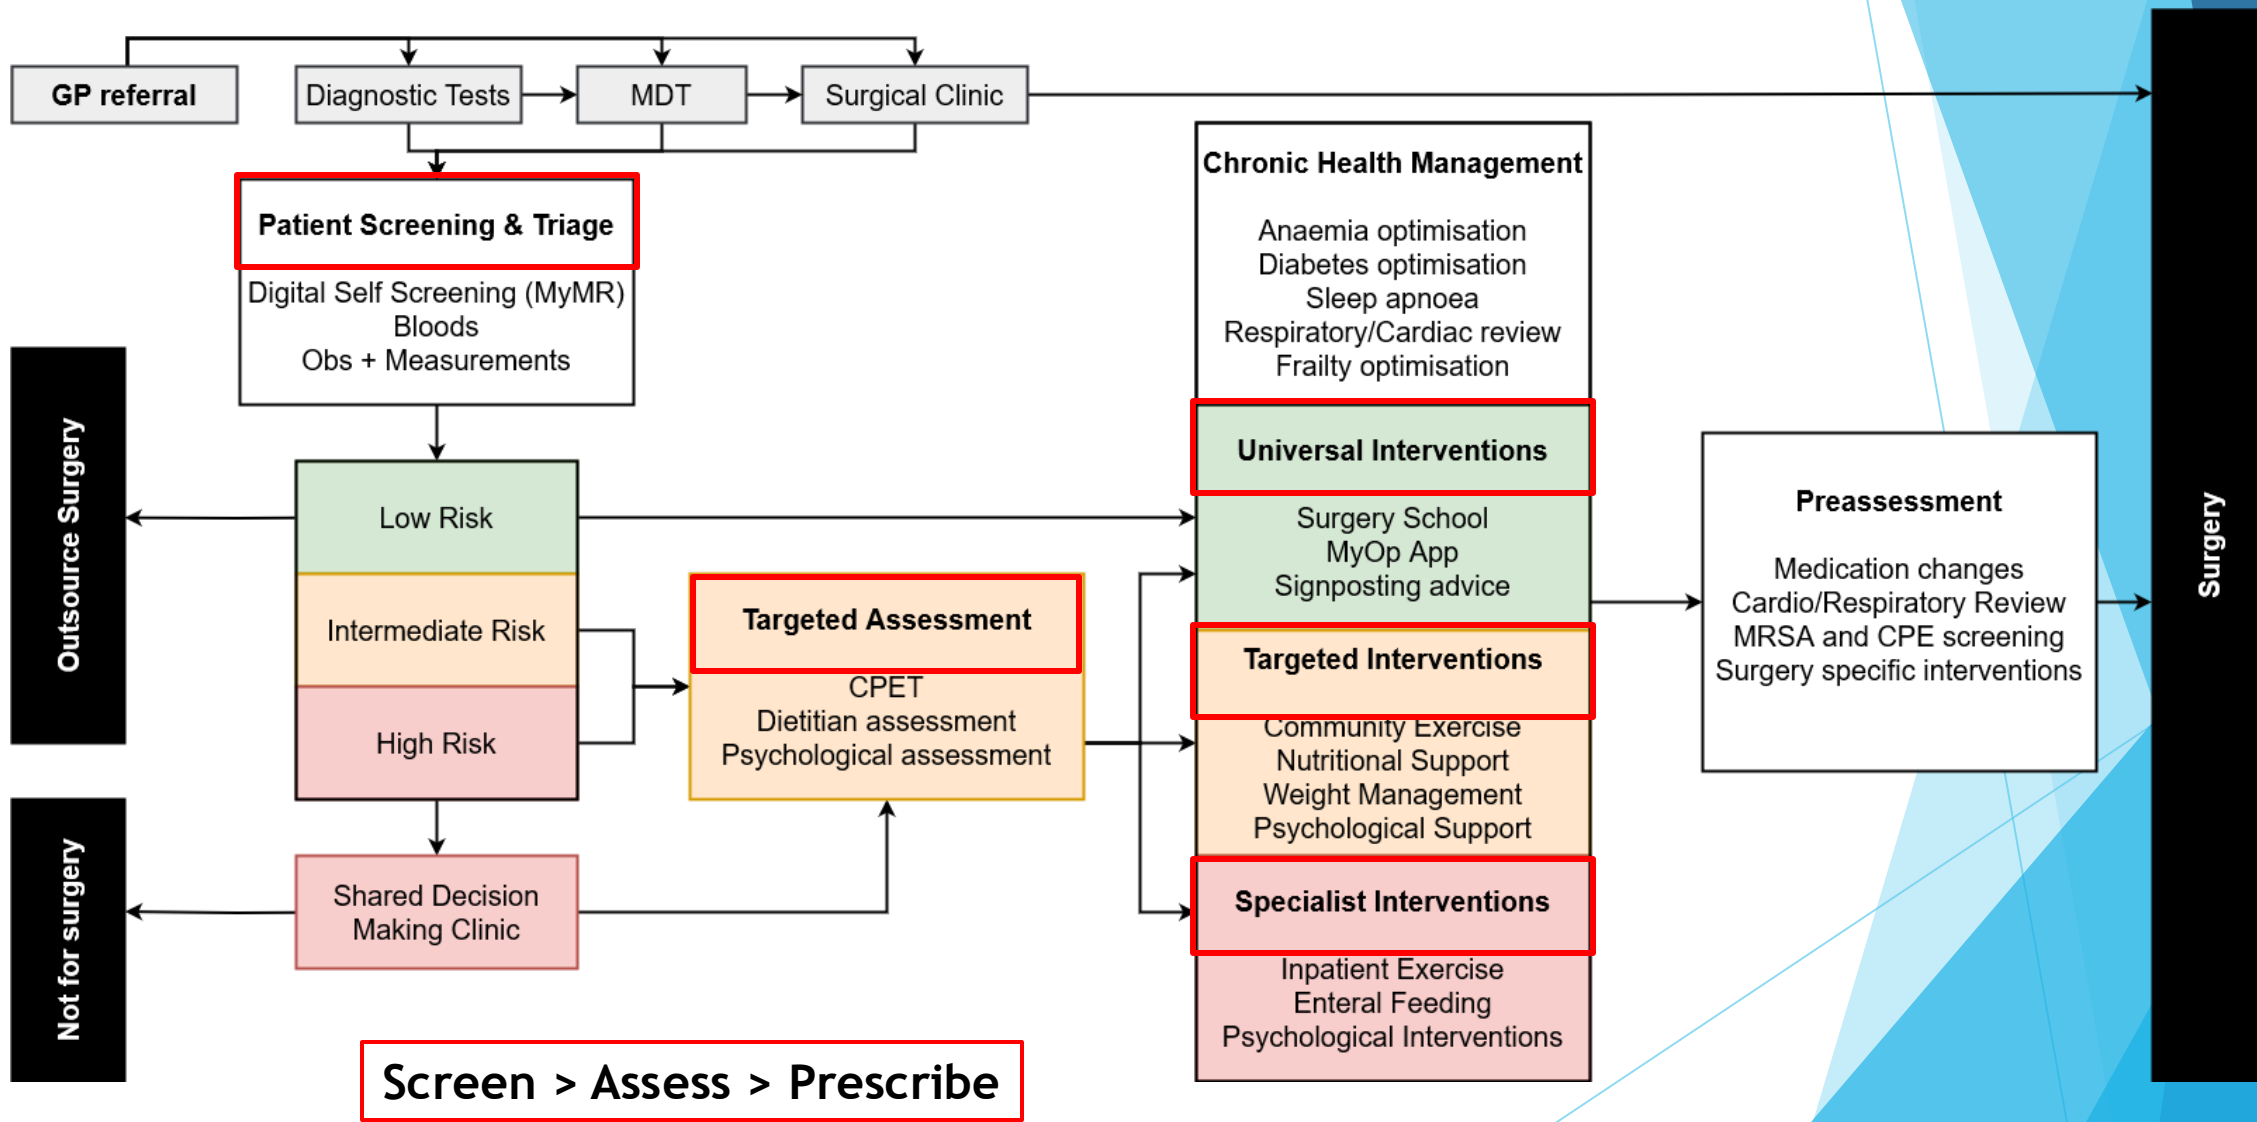 GP referral
Diagnostic Tests
MDT
Surgical Clinic
Patient Screening & Triage
Digital Self Screening (MyMR)
Bloods
Obs + Measurements
Outsource Surgery
Low Risk
Intermediate Risk
High Risk
Not for surgery
Shared Decision
Making Clinic
Targeted Assessment
CPET
Dietitian assessment
Psychological assessment
Chronic Health Management
Anaemia optimisation
Diabetes optimisation
Sleep apnoea
Respiratory/Cardiac review
Frailty optimisation
Universal Interventions
Surgery School
MyOp App
Signposting advice
Targeted Interventions
Community Exercise
Nutritional Support
Weight Management
Psychological Support
Specialist Interventions
Inpatient Exercise
Enteral Feeding
Psychological Interventions
Preassessment
Medication changes
Cardio/Respiratory Review
MRSA and CPE screening
Surgery specific interventions
Surgery
Screen > Assess > Prescribe